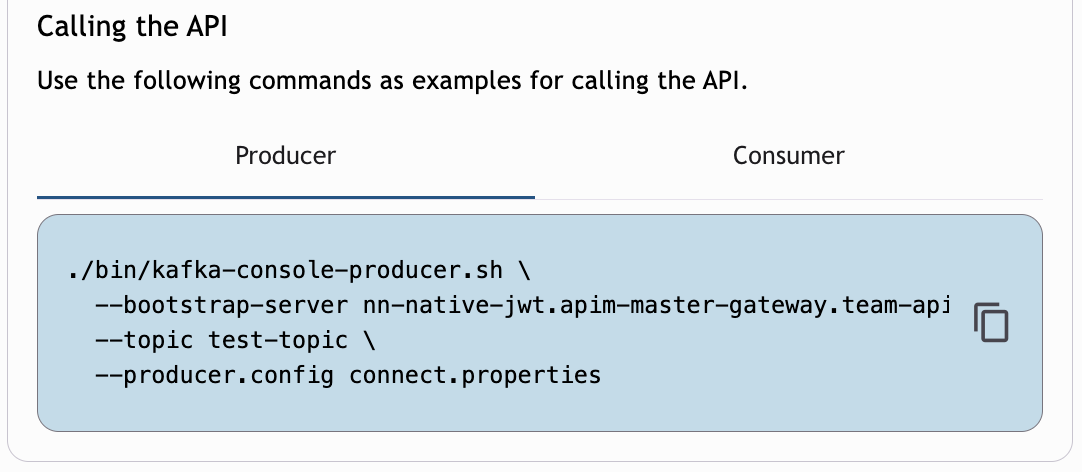 Calling the API
Use the following commands as examples for calling the API.
Producer
Consumer
./bin/kafka-console-producer.sh \
--bootstrap-server nn-native-jwt.apim-master-gateway.team-api
--topic test-topic \
--producer.config connect.properties